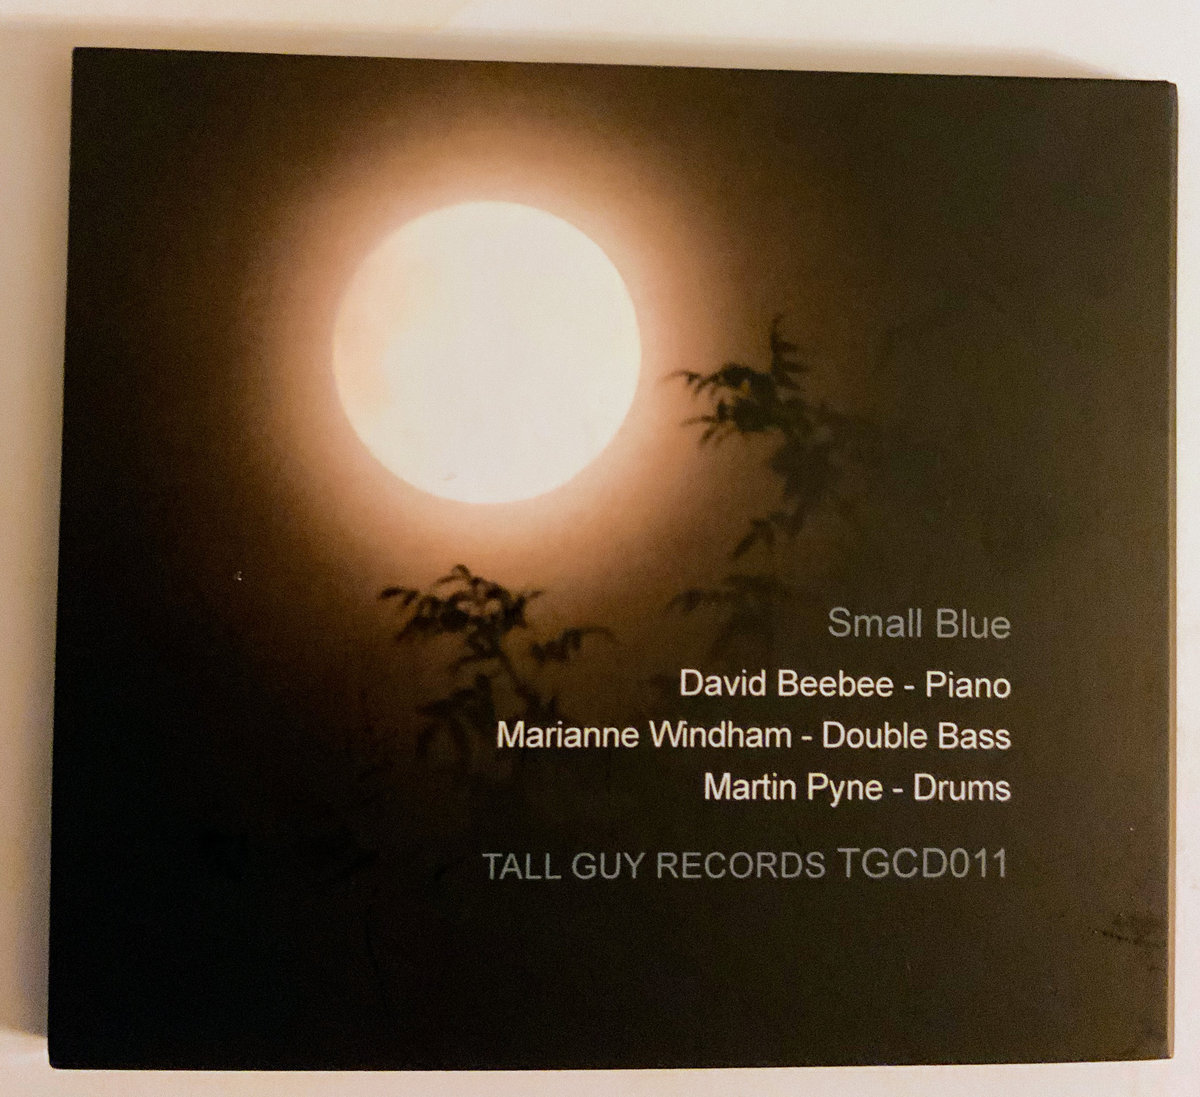 Small Blue
David Beebee - Piano
Marianne Windham - Double Bass
Martin Pyne - Drums
TALL GUY RECORDS TGCD011